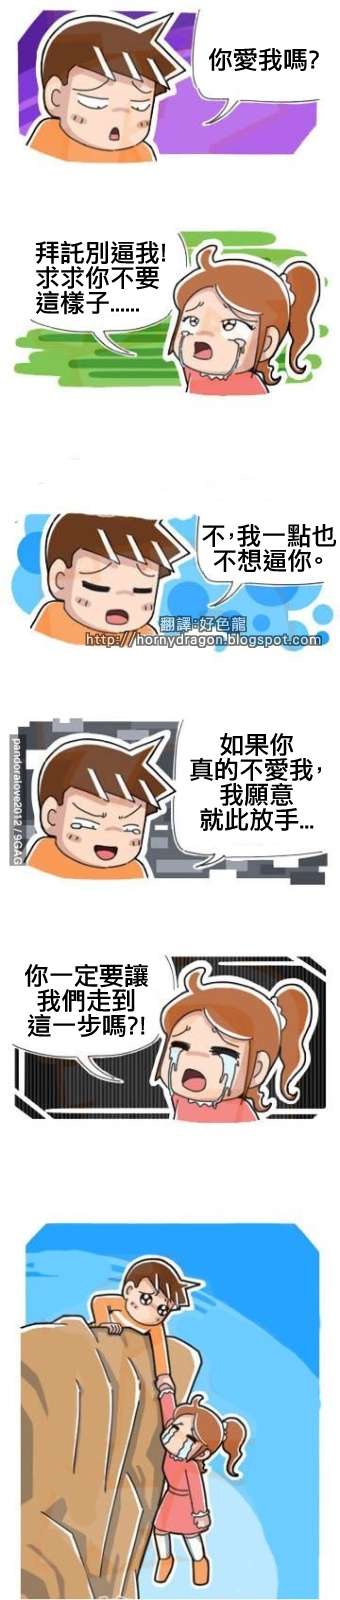 你愛我嗎?
拜託別逼我!
求求你不要
這樣子......
不,我一點也
不想逼你。
翻譯:好色龍
http://hornydragon.blogspot.com
pandoralove2012 / 9GAG
如果你
真的不愛我,
我願意
就此放手...
你一定要讓
我們走到
這一步嗎?!